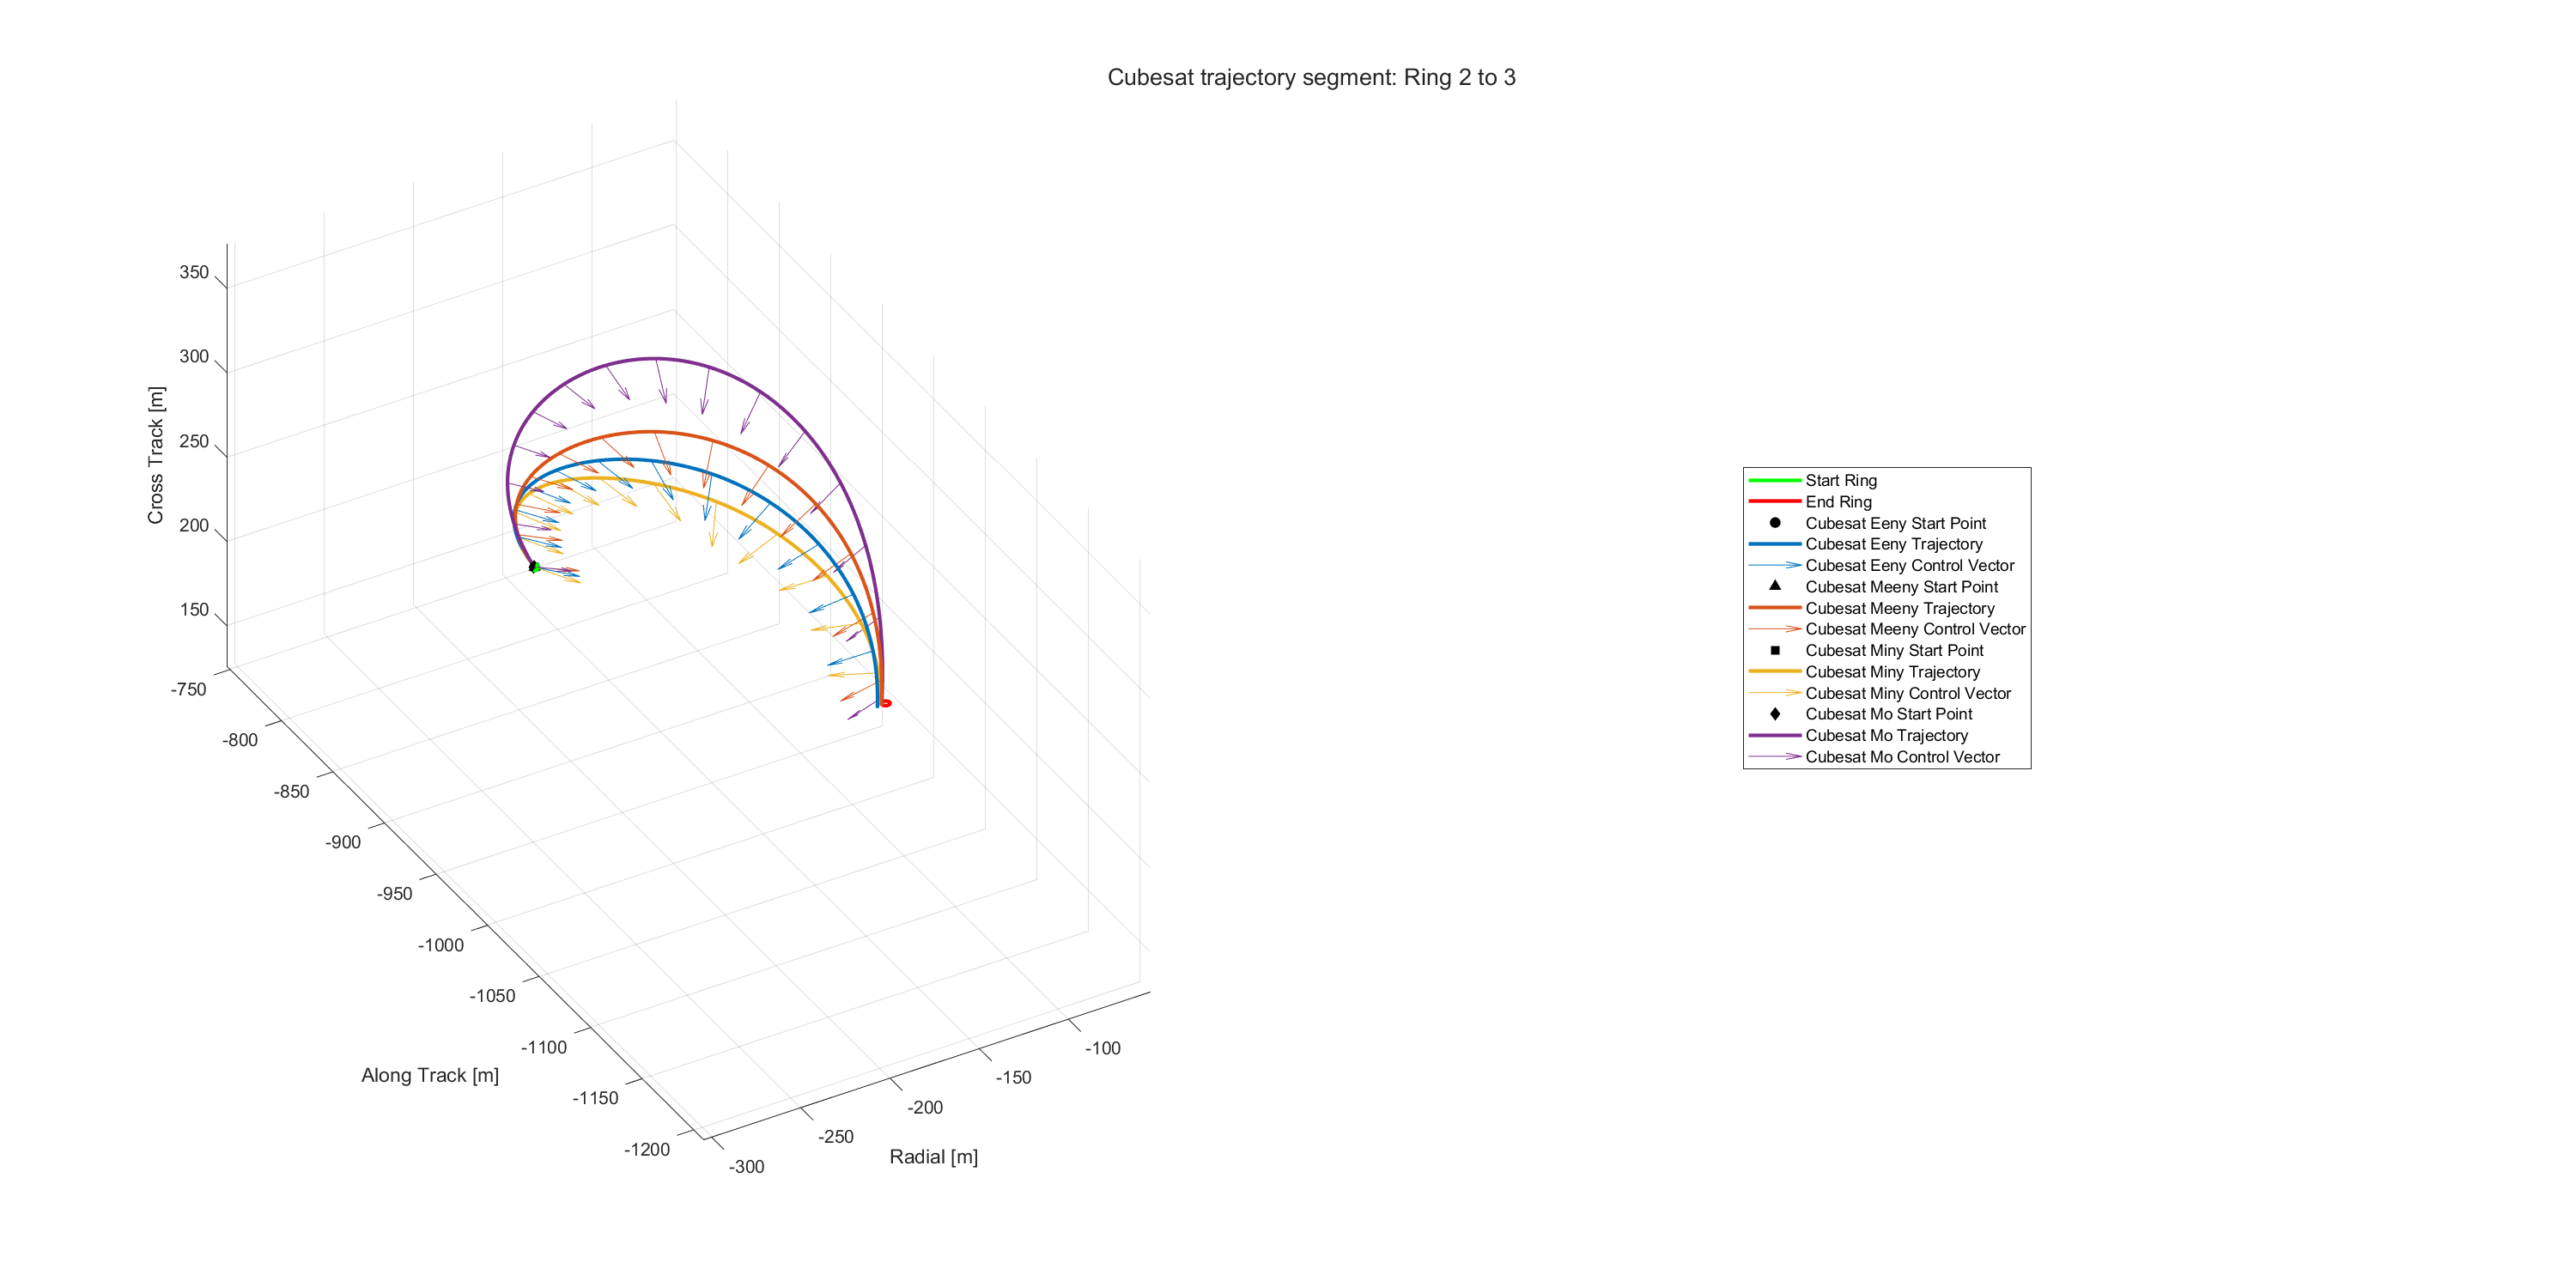 Cubesat trajectory segment: Ring 2 to 3
350
300
250
200
150
Cross Track [m]
-750
-800
-850
-900
-950
-1000
-1050
-1100
-1150
-1200
Along Track [m]
-300
-250
-200
-150
-100
Radial [m]
Start Ring
End Ring
Cubesat Eeny Start Point
Cubesat Eeny Trajectory
Cubesat Eeny Control Vector
Cubesat Meeny Start Point
Cubesat Meeny Trajectory
Cubesat Meeny Control Vector
Cubesat Miny Start Point
Cubesat Miny Trajectory
Cubesat Miny Control Vector
Cubesat Mo Start Point
Cubesat Mo Trajectory
Cubesat Mo Control Vector